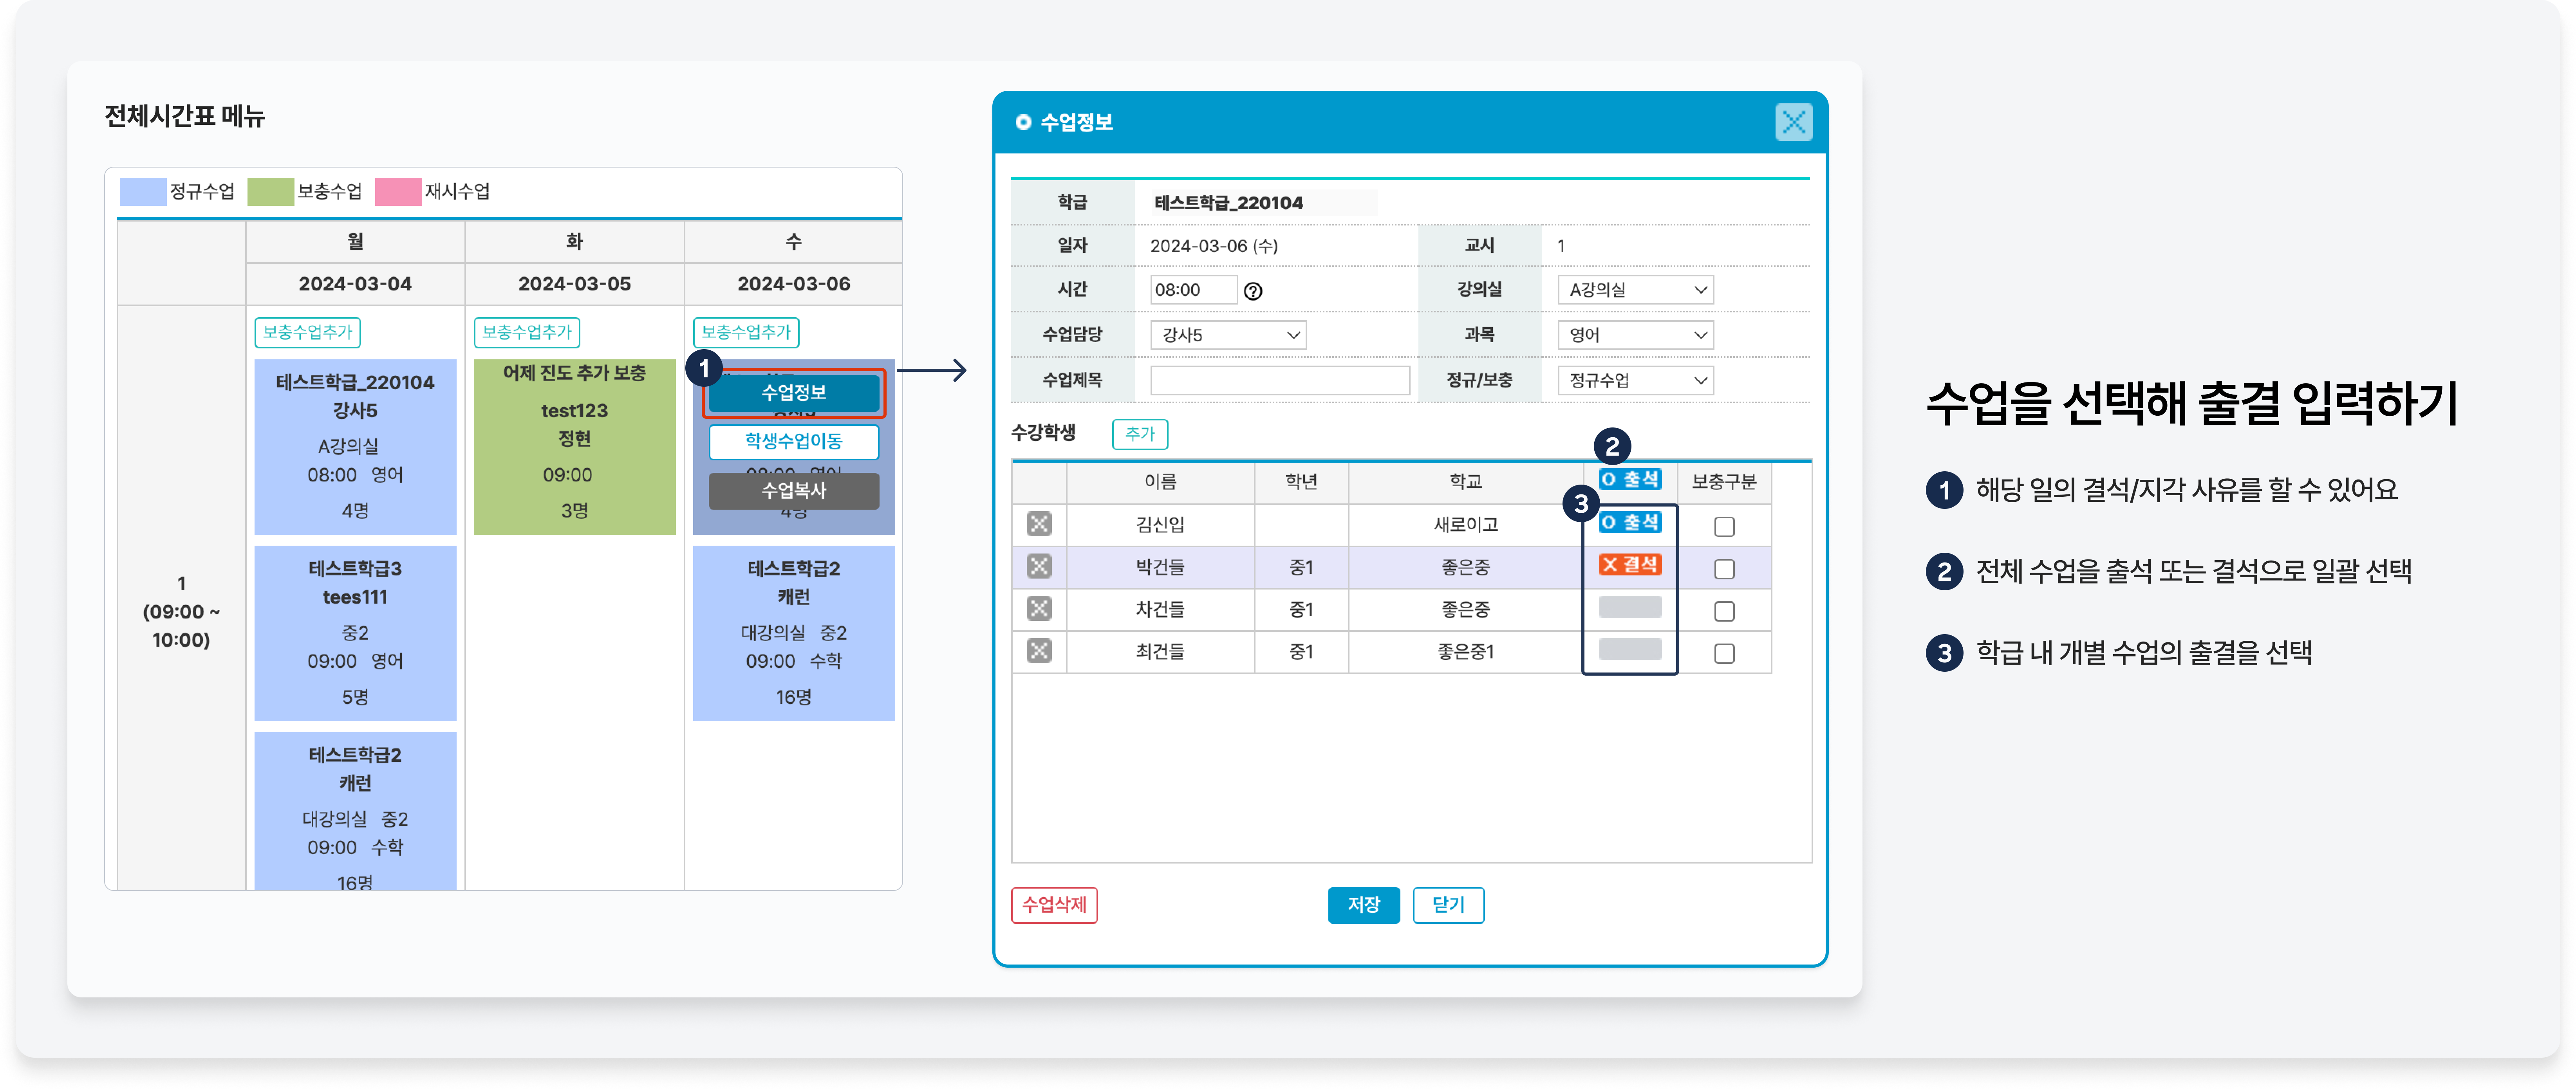 전체시간표 메뉴
정규수업 보충수업 재시수업
월 화 수
2024-03-04 2024-03-05 2024-03-06
1
(09:00 ~
10:00)
보충수업추가
테스트학급_220104
강사5
A강의실
08:00 영어
4명
테스트학급3
tees111
중2
09:00 영어
5명
테스트학급2
캐런
대강의실 중2
09:00 수학
16명
보충수업추가
어제 진도 추가 보충
test123
정현
09:00
3명
보충수업추가
1
수업정보
학생수업이동
08:00 영어
수업복사
4명
테스트학급2
캐런
대강의실 중2
09:00 수학
16명
수업정보
학급 테스트학급_220104
일자 2024-03-06 (수) 교시 1
시간 08:00 ? 강의실 A강의실
수업담당 강사5 과목 영어
수업제목 정규/보충 정규수업
수강학생 추가
2
이름 학년 학교 O 출석 보충구분
3
김신입 새로이고 O 출석
박건들 중1 좋은중 X 결석
차건들 중1 좋은중
최건들 중1 좋은중1
수업삭제 저장 닫기
수업을 선택해 출결 입력하기
1 해당 일의 결석/지각 사유를 할 수 있어요
2 전체 수업을 출석 또는 결석으로 일괄 선택
3 학급 내 개별 수업의 출결을 선택